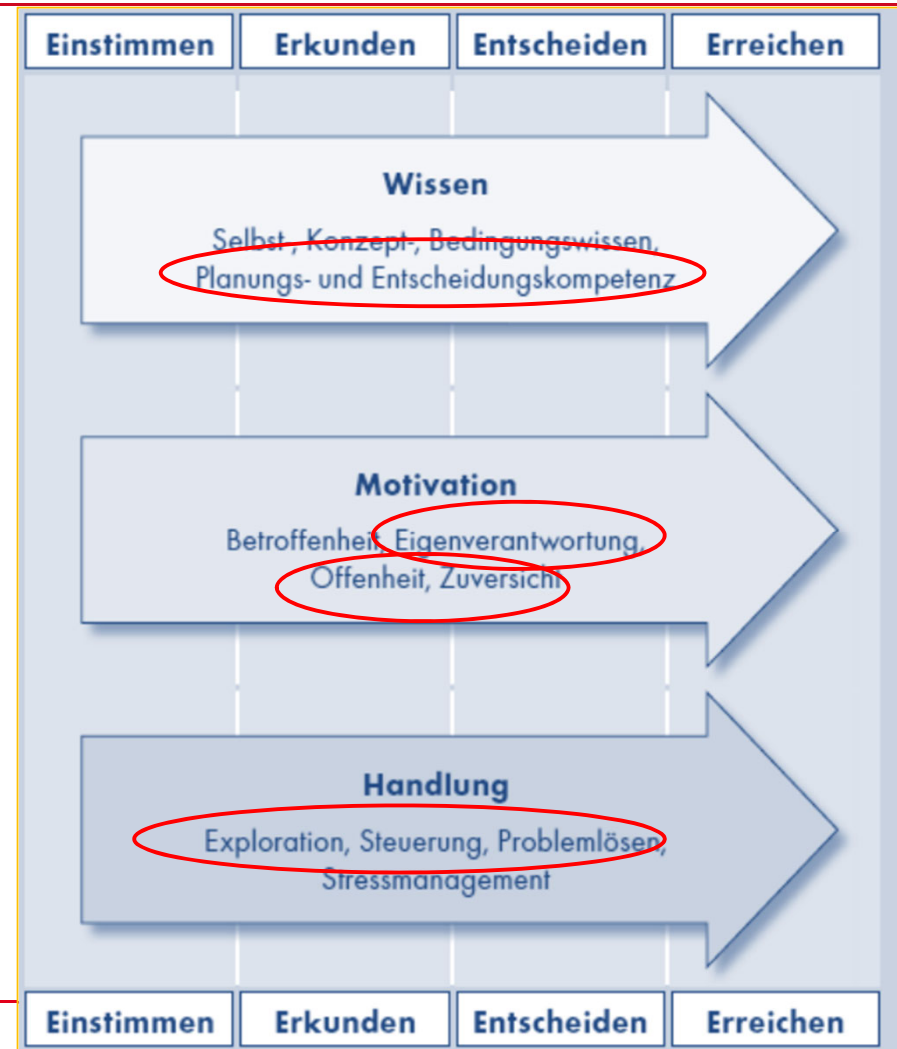 Einstimmen Erkunden Entscheiden Erreichen
Wissen
Selbst-, Konzept-, Bedingungswissen,
Planungs- und Entscheidungskompetenz
Motivation
Betroffenheit, Eigenverantwortung,
Offenheit, Zuversicht
Handlung
Exploration, Steuerung, Problemlösen,
Stressmanagement
Einstimmen Erkunden Entscheiden Erreichen